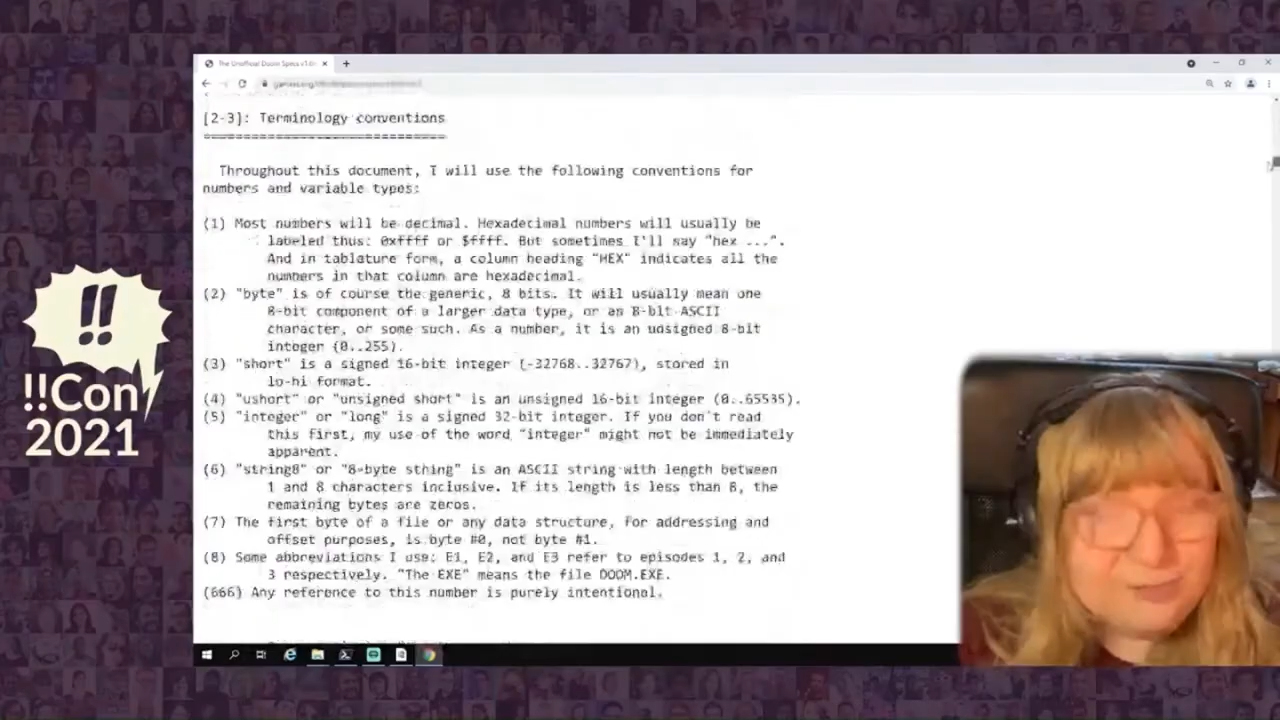 The Unofficial Doom Specs v1.6
[2-3]: Terminology conventions
==============================
Throughout this document, I will use the following conventions for
numbers and variable types:
(1) Most numbers will be decimal. Hexadecimal numbers will usually be
labeled thus: 0xffff or $ffff. But sometimes I'll say "hex ...".
And in tablature form, a column heading "HEX" indicates all the
numbers in that column are hexadecimal.
(2) "byte" is of course the generic, 8 bits. It will usually mean one
8-bit component of a larger data type, or an 8-bit ASCII
character, or some such. As a number, it is an unsigned 8-bit
integer (0..255).
(3) "short" is a signed 16-bit integer (-32768..32767), stored in
lo-hi format.
(4) "ushort" or "unsigned short" is an unsigned 16-bit integer (0..65535).
(5) "integer" or "long" is a signed 32-bit integer. If you don't read
this first, my use of the word "integer" might not be immediately
apparent.
(6) "string8" or "8-byte sthing" is an ASCII string with length between
1 and 8 characters inclusive. If its length is less than 8, the
remaining bytes are zeros.
(7) The first byte of a file or any data structure, for addressing and
offset purposes, is byte #0, not byte #1.
(8) Some abbreviations I use: E1, E2, and E3 refer to episodes 1, 2, and
3 respectively. "The EXE" means the file DOOM.EXE.
(666) Any reference to this number is purely intentional.
!!
!!Con
2021